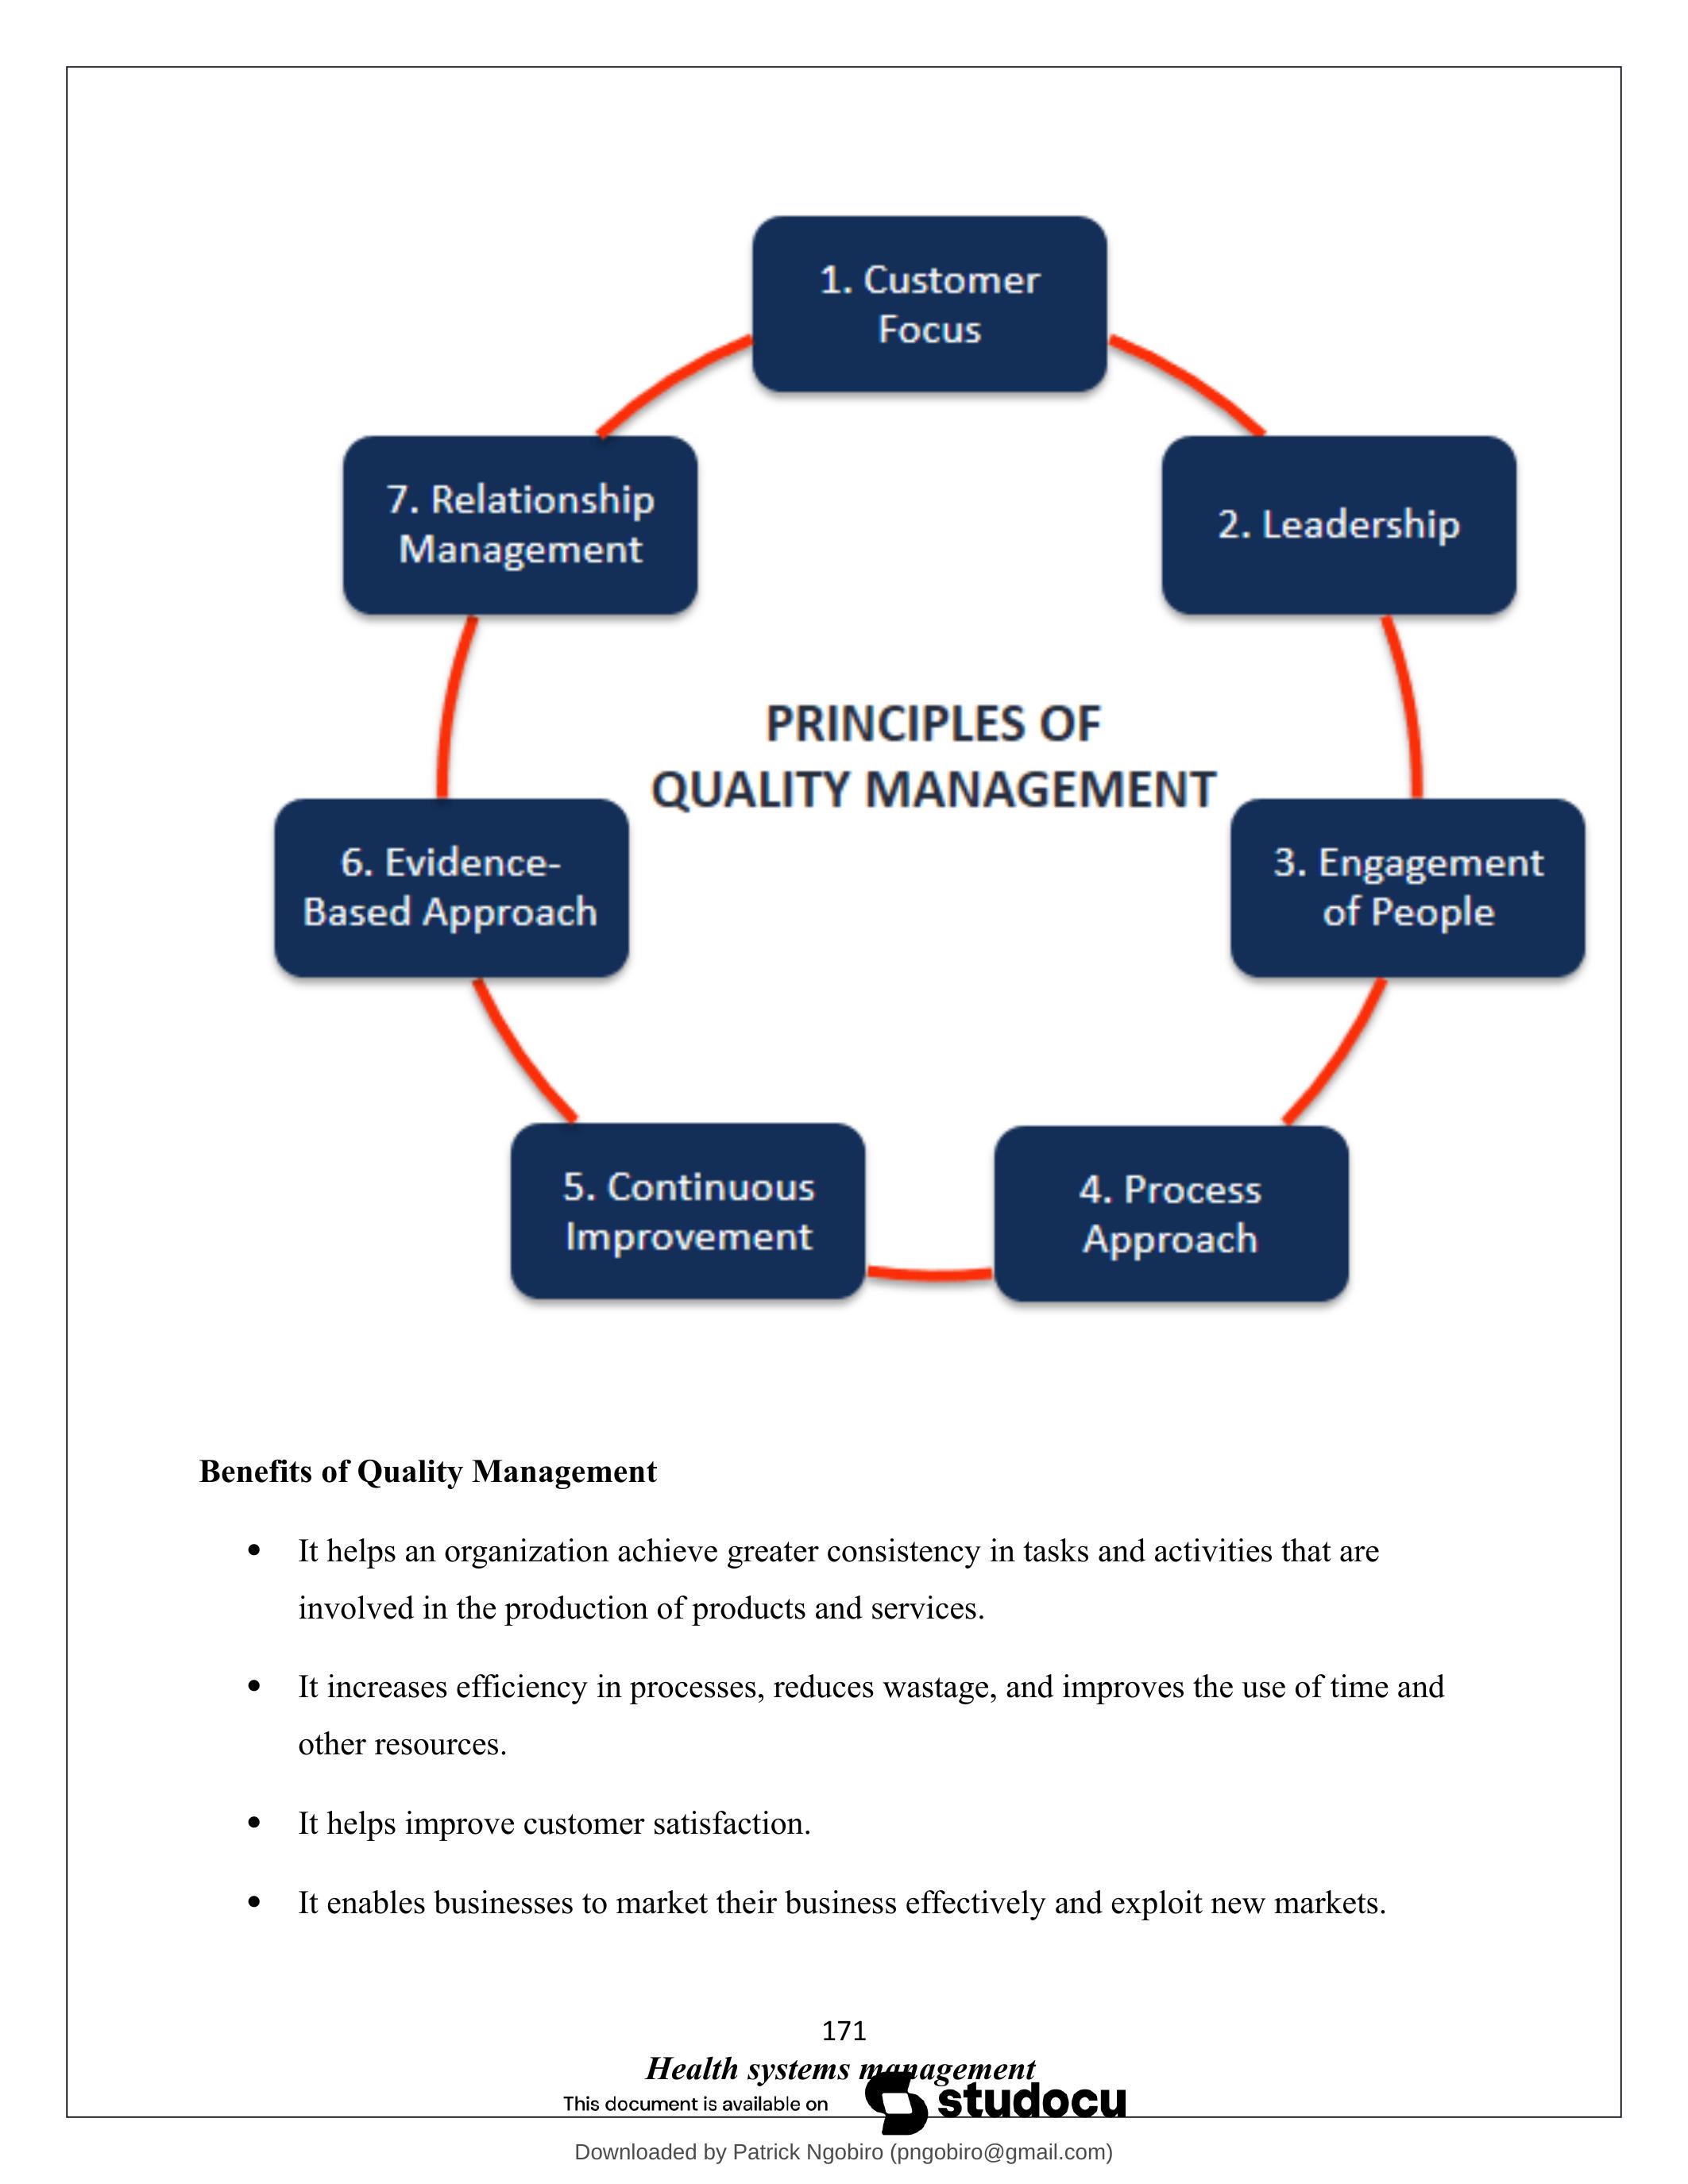 1. Customer
Focus
2. Leadership
3. Engagement
of People
4. Process
Approach
5. Continuous
Improvement
6. Evidence-
Based Approach
7. Relationship
Management
PRINCIPLES OF
QUALITY MANAGEMENT
Benefits of Quality Management
• It helps an organization achieve greater consistency in tasks and activities that are
involved in the production of products and services.
• It increases efficiency in processes, reduces wastage, and improves the use of time and
other resources.
• It helps improve customer satisfaction.
• It enables businesses to market their business effectively and exploit new markets.
171
Health systems management
This document is available on studocu
Downloaded by Patrick Ngobiro (pngobiro@gmail.com)